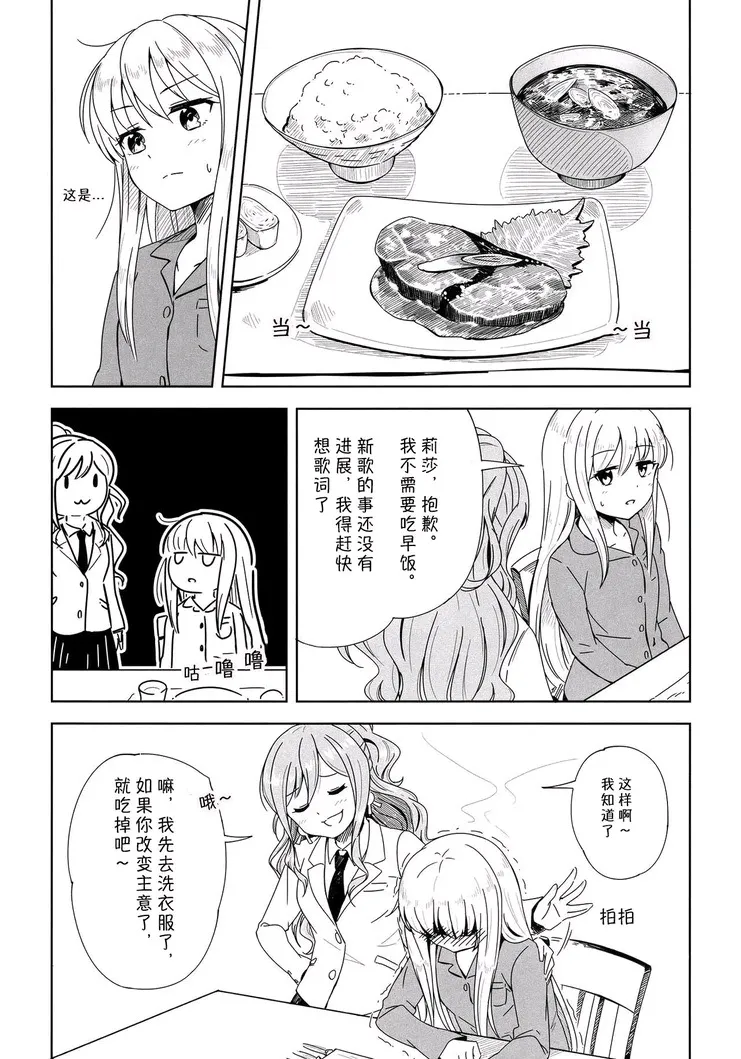 当～
～当
这是...
莉莎，抱歉。
我不需要吃早饭。
新歌的事还没有
进展，我得赶快
想歌词了
咕噜噜
这样啊～
我知道了
拍拍
哦～
嘛，我先去洗衣服了，
如果你改变主意了，
就吃掉吧～